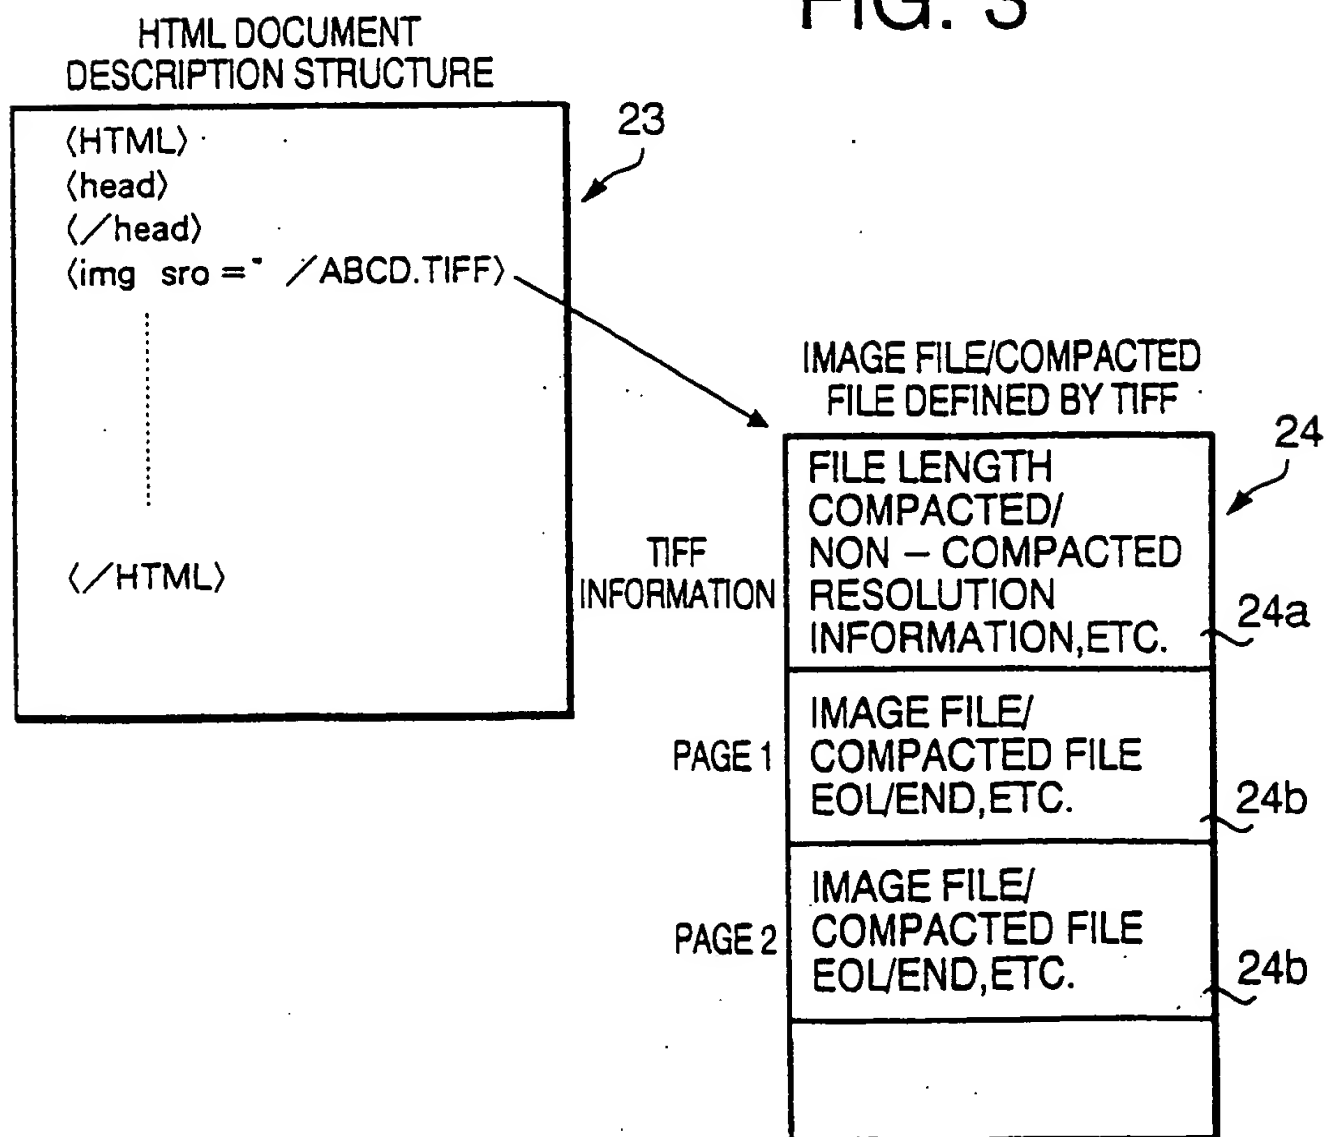 FIG. 3
HTML DOCUMENT
DESCRIPTION STRUCTURE
23
〈HTML〉
〈head〉
〈／head〉
〈img sro =" ／ABCD.TIFF〉
〈／HTML〉
IMAGE FILE/COMPACTED
FILE DEFINED BY TIFF
24
TIFF
INFORMATION
FILE LENGTH
COMPACTED/
NON – COMPACTED
RESOLUTION
INFORMATION,ETC.
24a
PAGE 1
IMAGE FILE/
COMPACTED FILE
EOL/END,ETC.
24b
PAGE 2
IMAGE FILE/
COMPACTED FILE
EOL/END,ETC.
24b